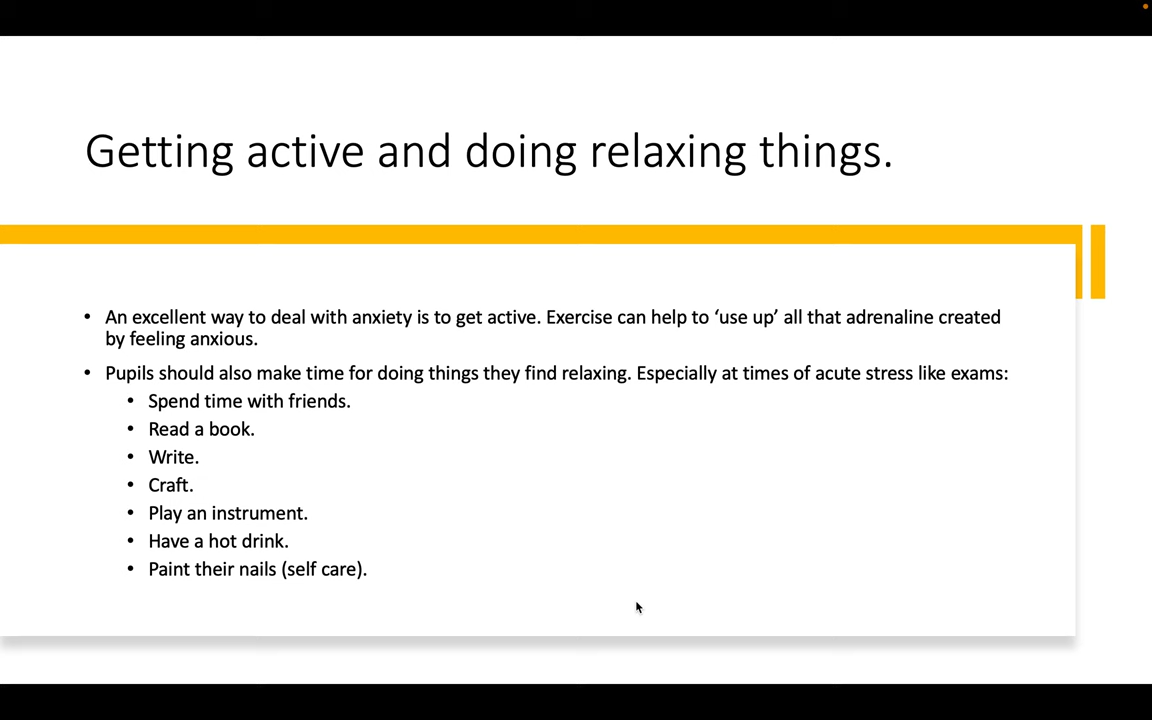 Getting active and doing relaxing things.
• An excellent way to deal with anxiety is to get active. Exercise can help to ‘use up’ all that adrenaline created
by feeling anxious.
• Pupils should also make time for doing things they find relaxing. Especially at times of acute stress like exams:
• Spend time with friends.
• Read a book.
• Write.
• Craft.
• Play an instrument.
• Have a hot drink.
• Paint their nails (self care).